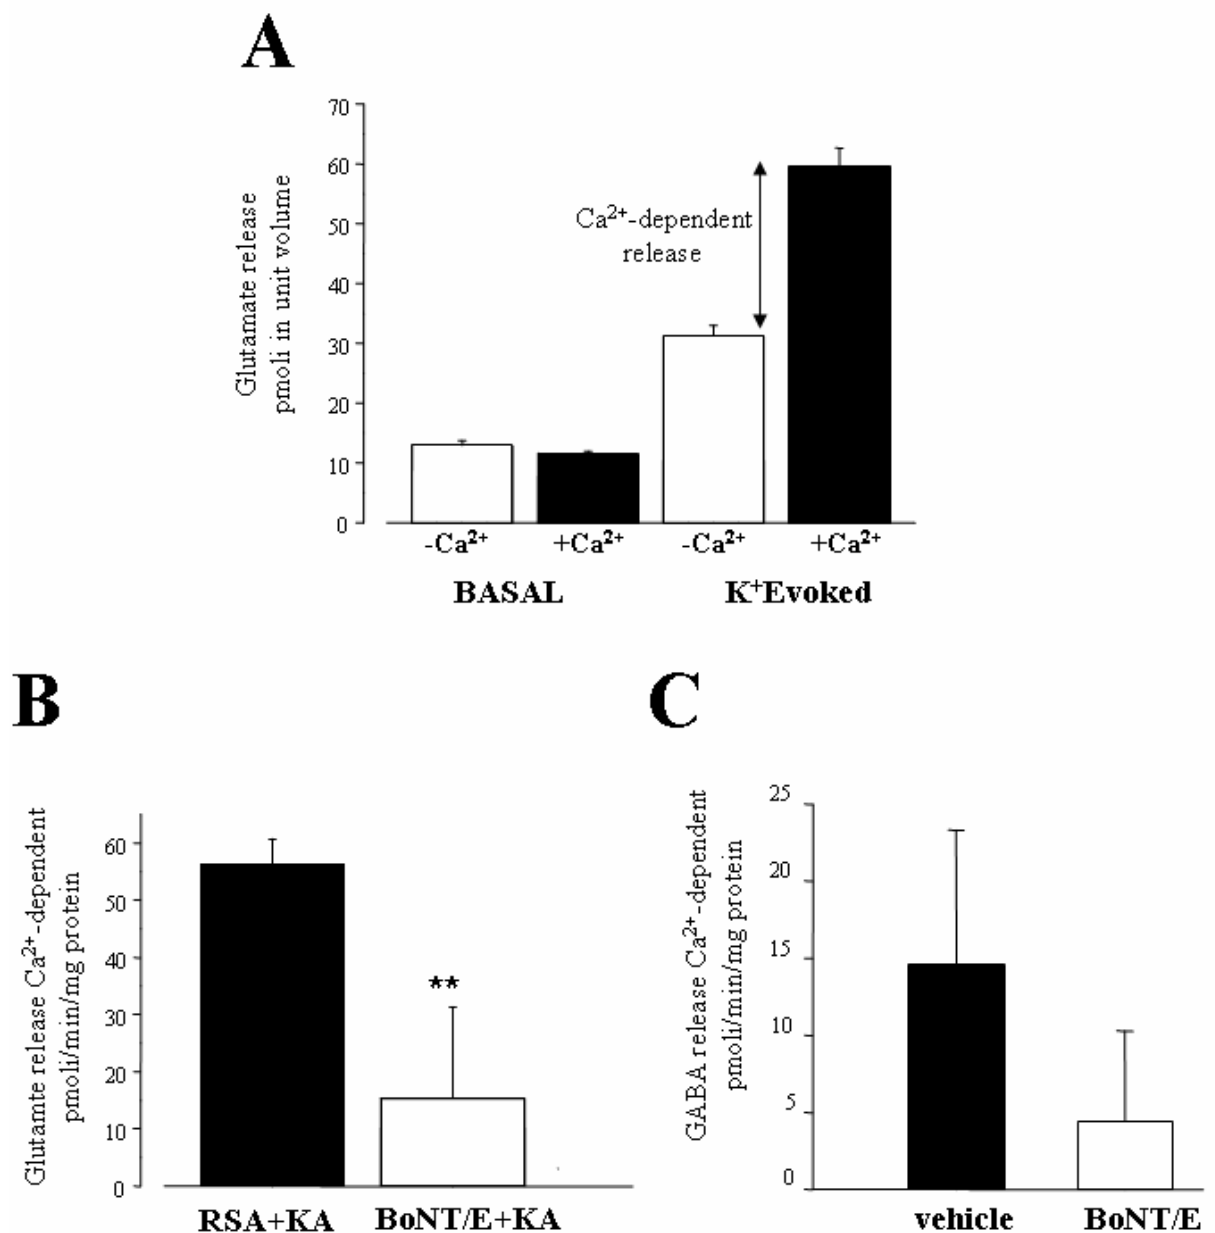 A
70
60
50
40
30
20
10
0
Glutamate release
pmoli in unit volume
Ca²⁺-dependent
release
-Ca²⁺ +Ca²⁺ -Ca²⁺ +Ca²⁺
BASAL K⁺Evoked
B
60
50
40
30
20
10
0
Glutamte release Ca²⁺-dependent
pmoli/min/mg protein
**
RSA+KA BoNT/E+KA
C
25
20
15
10
5
0
GABA release Ca²⁺-dependent
pmoli/min/mg protein
vehicle BoNT/E